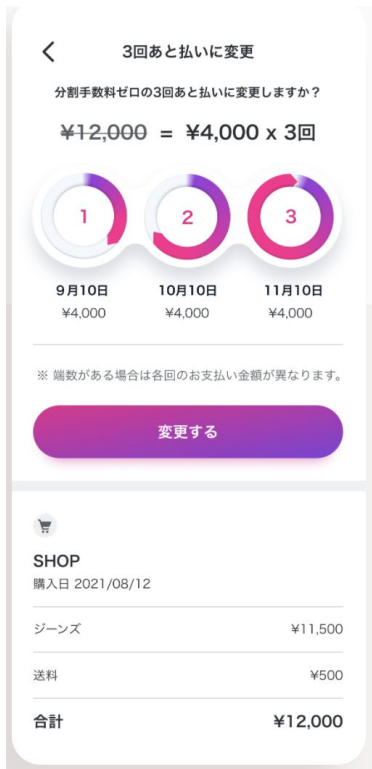 3回あと払いに変更
分割手数料ゼロの3回あと払いに変更しますか？
¥12,000 = ¥4,000 x 3回
1 2 3
9月10日 10月10日 11月10日
¥4,000 ¥4,000 ¥4,000
※ 端数がある場合は各回のお支払い金額が異なります。
変更する
SHOP
購入日 2021/08/12
ジーンズ ¥11,500
送料 ¥500
合計 ¥12,000